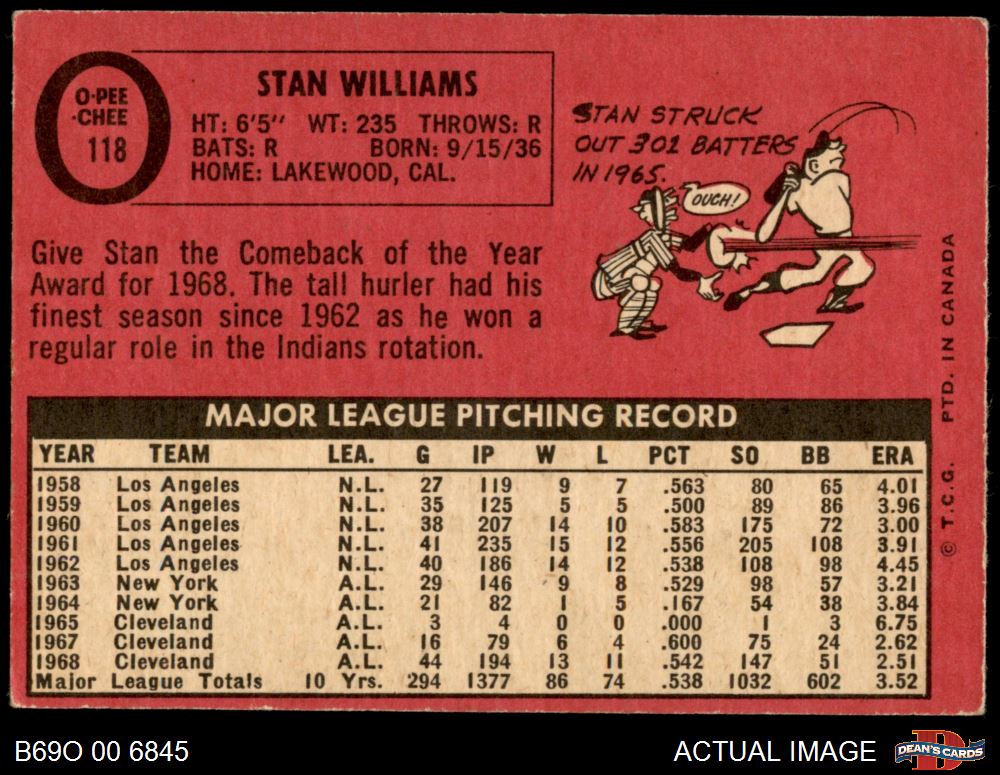 O-PEE
-CHEE
118
STAN WILLIAMS
HT: 6'5" WT: 235 THROWS: R
BATS: R BORN: 9/15/36
HOME: LAKEWOOD, CAL.
STAN STRUCK
OUT 301 BATTERS
IN 1965.
OUCH!
Give Stan the Comeback of the Year
Award for 1968. The tall hurler had his
finest season since 1962 as he won a
regular role in the Indians rotation.
MAJOR LEAGUE PITCHING RECORD
YEAR TEAM LEA. G IP W L PCT SO BB ERA
1958 Los Angeles N.L. 27 119 9 7 .563 80 65 4.01
1959 Los Angeles N.L. 35 125 5 5 .500 89 86 3.96
1960 Los Angeles N.L. 38 207 14 10 .583 175 72 3.00
1961 Los Angeles N.L. 41 235 15 12 .556 205 108 3.91
1962 Los Angeles N.L. 40 186 14 12 .538 108 98 4.45
1963 New York A.L. 29 146 9 8 .529 98 57 3.21
1964 New York A.L. 21 82 1 5 .167 54 38 3.84
1965 Cleveland A.L. 3 4 0 0 .000 1 3 6.75
1967 Cleveland A.L. 16 79 6 4 .600 75 24 2.62
1968 Cleveland A.L. 44 194 13 11 .542 147 51 2.51
Major League Totals 10 Yrs. 294 1377 86 74 .538 1032 602 3.52
© T.C.G. PTD. IN CANADA
B69O 00 6845
ACTUAL IMAGE
DEAN'S CARDS